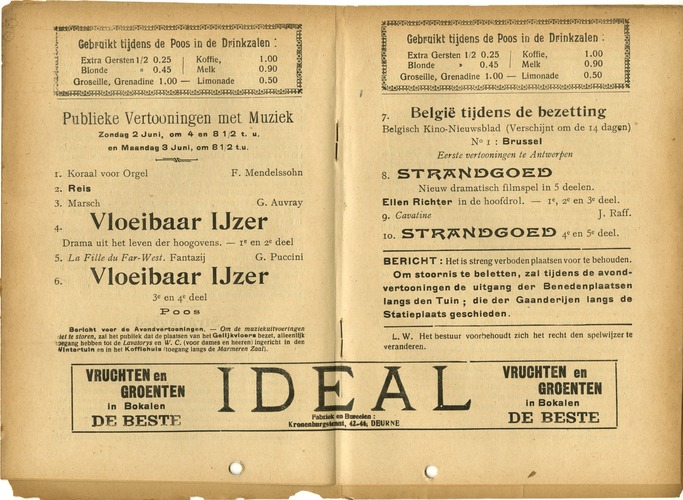 Gebruikt tijdens de Poos in de Drinkzalen :
Extra Gersten 1/2 0.25 Koffie, 1.00
Blonde » 0.45 Melk 0.90
Groseille, Grenadine 1.00 — Limonade 0.50
Publieke Vertooningen met Muziek
Zondag 2 Juni, om 4 en 8 1/2 t. u.
en Maandag 3 Juni, om 8 1/2 t.u.
1. Koraal voor Orgel F. Mendelssohn
2. Reis
3. Marsch G. Auvray
4. Vloeibaar IJzer
Drama uit het leven der hoogovens. — 1e en 2e deel
5. La Fille du Far-West. Fantazij G. Puccini
6. Vloeibaar IJzer
3e en 4e deel
Poos
Bericht voor de Avondvertooningen. — Om de muziekuitvoeringen
niet te storen, zal het publiek dat de plaatsen van het Gelijkvloers bezet, alleenlijk
toegang hebben tot de Lavatorys en W. C. (voor dames en heeren) ingericht in den
Wintertuin en in het Koffiehuis (toegang langs de Marmeren Zaal).
Gebruikt tijdens de Poos in de Drinkzalen :
Extra Gersten 1/2 0.25 Koffie, 1.00
Blonde » 0.45 Melk 0.90
Groseille, Grenadine 1.00 — Limonade 0.50
7. België tijdens de bezetting
Belgisch Kino-Nieuwsblad (Verschijnt om de 14 dagen)
No 1 : Brussel
Eerste vertooningen te Antwerpen
8. STRANDGOED
Nieuw dramatisch filmspel in 5 deelen.
Ellen Richter in de hoofdrol. — 1e, 2e en 3e deel.
9. Cavatine J. Raff.
10. STRANDGOED 4e en 5e deel.
BERICHT : Het is streng verboden plaatsen voor te behouden.
Om stoornis te beletten, zal tijdens de avond-
vertooningen de uitgang der Benedenplaatsen
langs den Tuin ; die der Gaanderijen langs de
Statieplaats geschieden.
L. W. Het bestuur voorbehoudt zich het recht den spelwijzer te
veranderen.
VRUCHTEN en
GROENTEN
in Bokalen
DE BESTE
IDEAL
Fabriek en Bureelen :
Kronenburgstraat, 42-46, DEURNE
VRUCHTEN en
GROENTEN
in Bokalen
DE BESTE